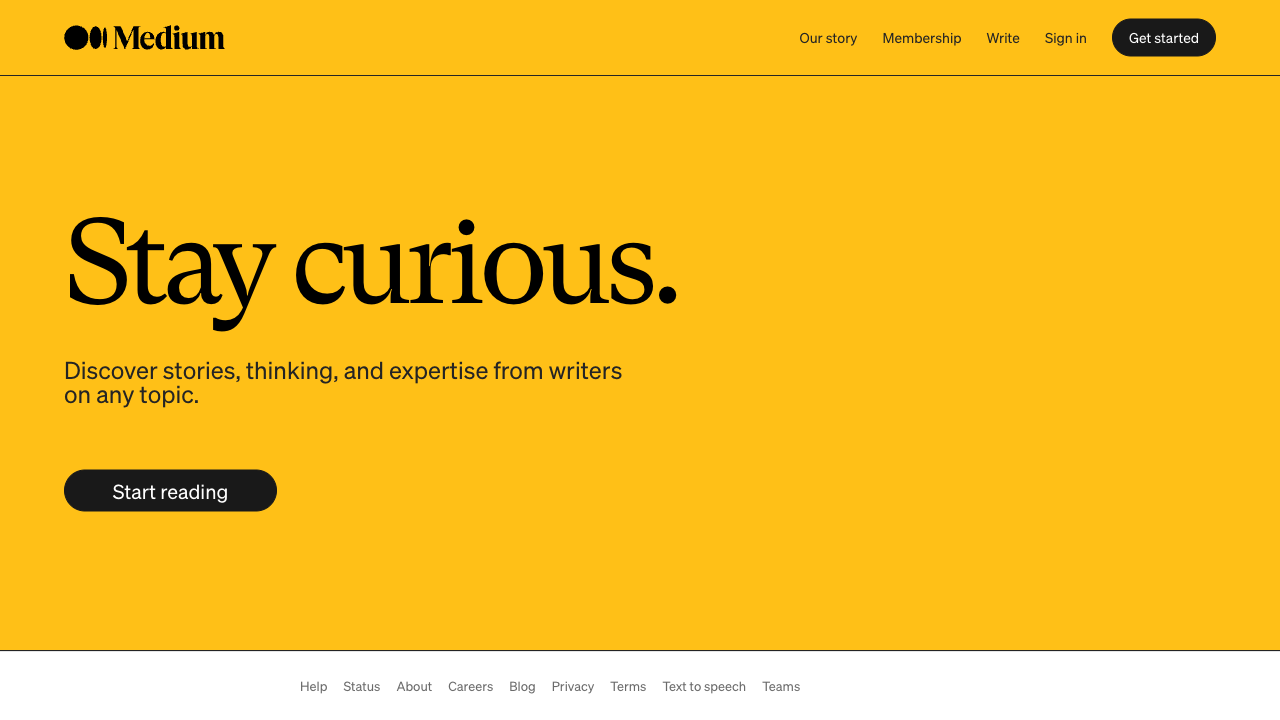 Medium
Our story Membership Write Sign in Get started
Stay curious.
Discover stories, thinking, and expertise from writers
on any topic.
Start reading
Help Status About Careers Blog Privacy Terms Text to speech Teams